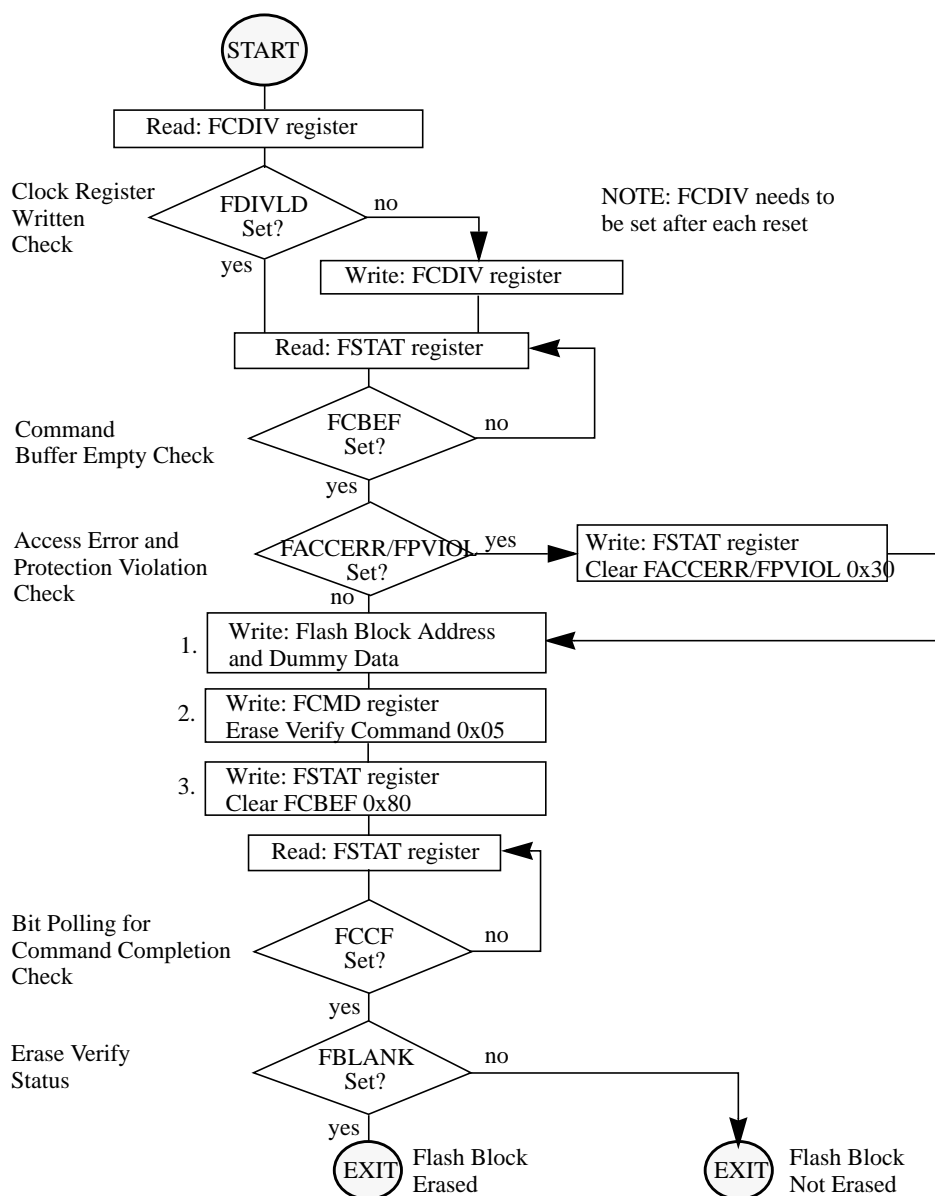 START
Read: FCDIV register
Clock Register
Written
Check
FDIVLD
Set?
no
yes
NOTE: FCDIV needs to
be set after each reset
Write: FCDIV register
Read: FSTAT register
Command
Buffer Empty Check
FCBEF
Set?
no
yes
Access Error and
Protection Violation
Check
FACCERR/FPVIOL
Set?
yes
no
Write: FSTAT register
Clear FACCERR/FPVIOL 0x30
1.
Write: Flash Block Address
and Dummy Data
2.
Write: FCMD register
Erase Verify Command 0x05
3.
Write: FSTAT register
Clear FCBEF 0x80
Read: FSTAT register
Bit Polling for
Command Completion
Check
FCCF
Set?
no
yes
Erase Verify
Status
FBLANK
Set?
no
yes
EXIT
Flash Block
Erased
EXIT
Flash Block
Not Erased